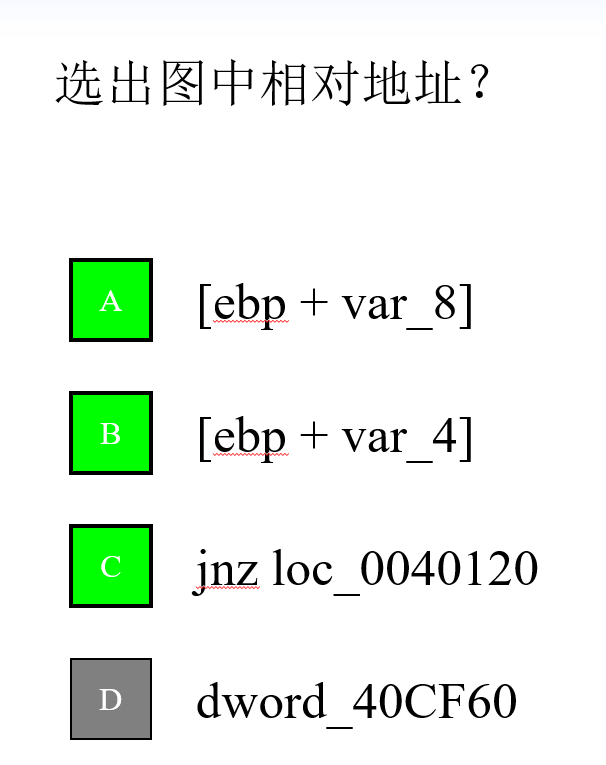 选出图中相对地址？
A [ebp + var_8]
B [ebp + var_4]
C jnz loc_0040120
D dword_40CF60